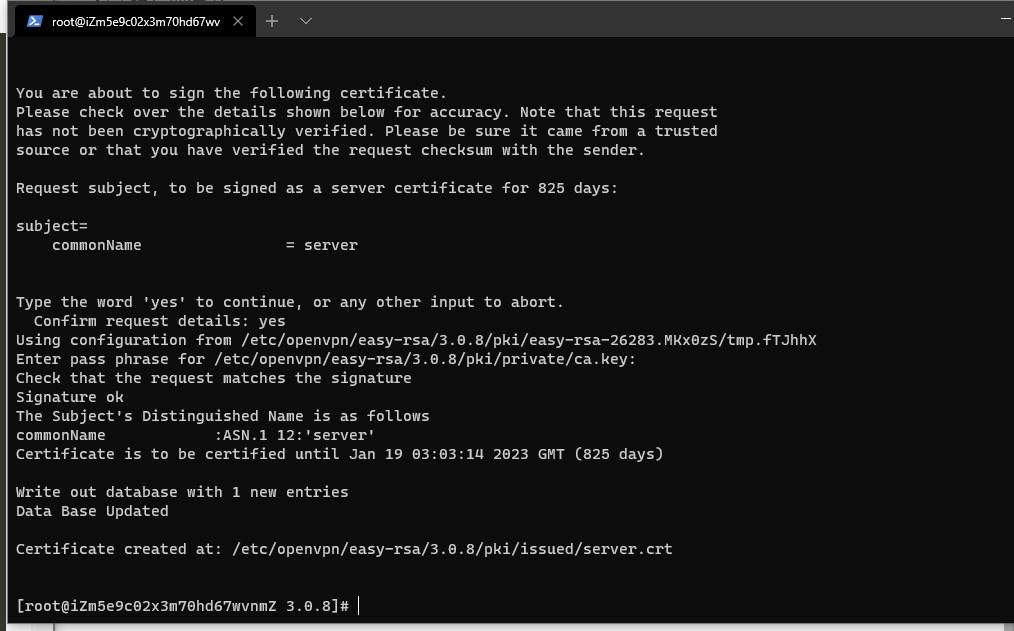 root@iZm5e9c02x3m70hd67wv
You are about to sign the following certificate.
Please check over the details shown below for accuracy. Note that this request
has not been cryptographically verified. Please be sure it came from a trusted
source or that you have verified the request checksum with the sender.
Request subject, to be signed as a server certificate for 825 days:
subject=
    commonName                = server
Type the word 'yes' to continue, or any other input to abort.
  Confirm request details: yes
Using configuration from /etc/openvpn/easy-rsa/3.0.8/pki/easy-rsa-26283.MKx0zS/tmp.fTJhhX
Enter pass phrase for /etc/openvpn/easy-rsa/3.0.8/pki/private/ca.key:
Check that the request matches the signature
Signature ok
The Subject's Distinguished Name is as follows
commonName            :ASN.1 12:'server'
Certificate is to be certified until Jan 19 03:03:14 2023 GMT (825 days)
Write out database with 1 new entries
Data Base Updated
Certificate created at: /etc/openvpn/easy-rsa/3.0.8/pki/issued/server.crt
[root@iZm5e9c02x3m70hd67wvnmZ 3.0.8]#